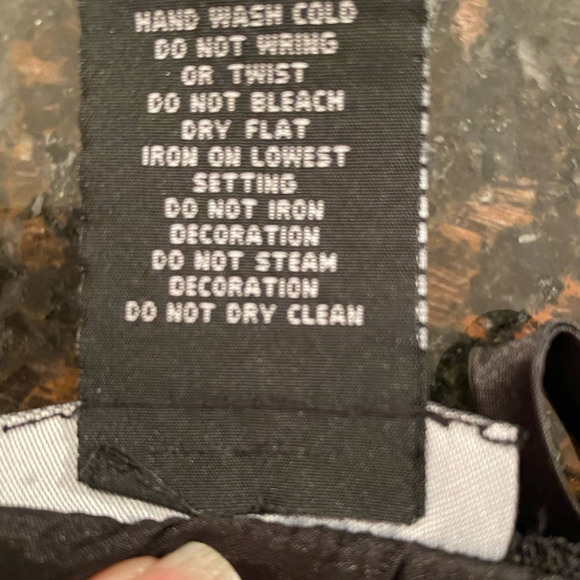 HAND WASH COLD
DO NOT WRING
OR TWIST
DO NOT BLEACH
DRY FLAT
IRON ON LOWEST
SETTING
DO NOT IRON
DECORATION
DO NOT STEAM
DECORATION
DO NOT DRY CLEAN